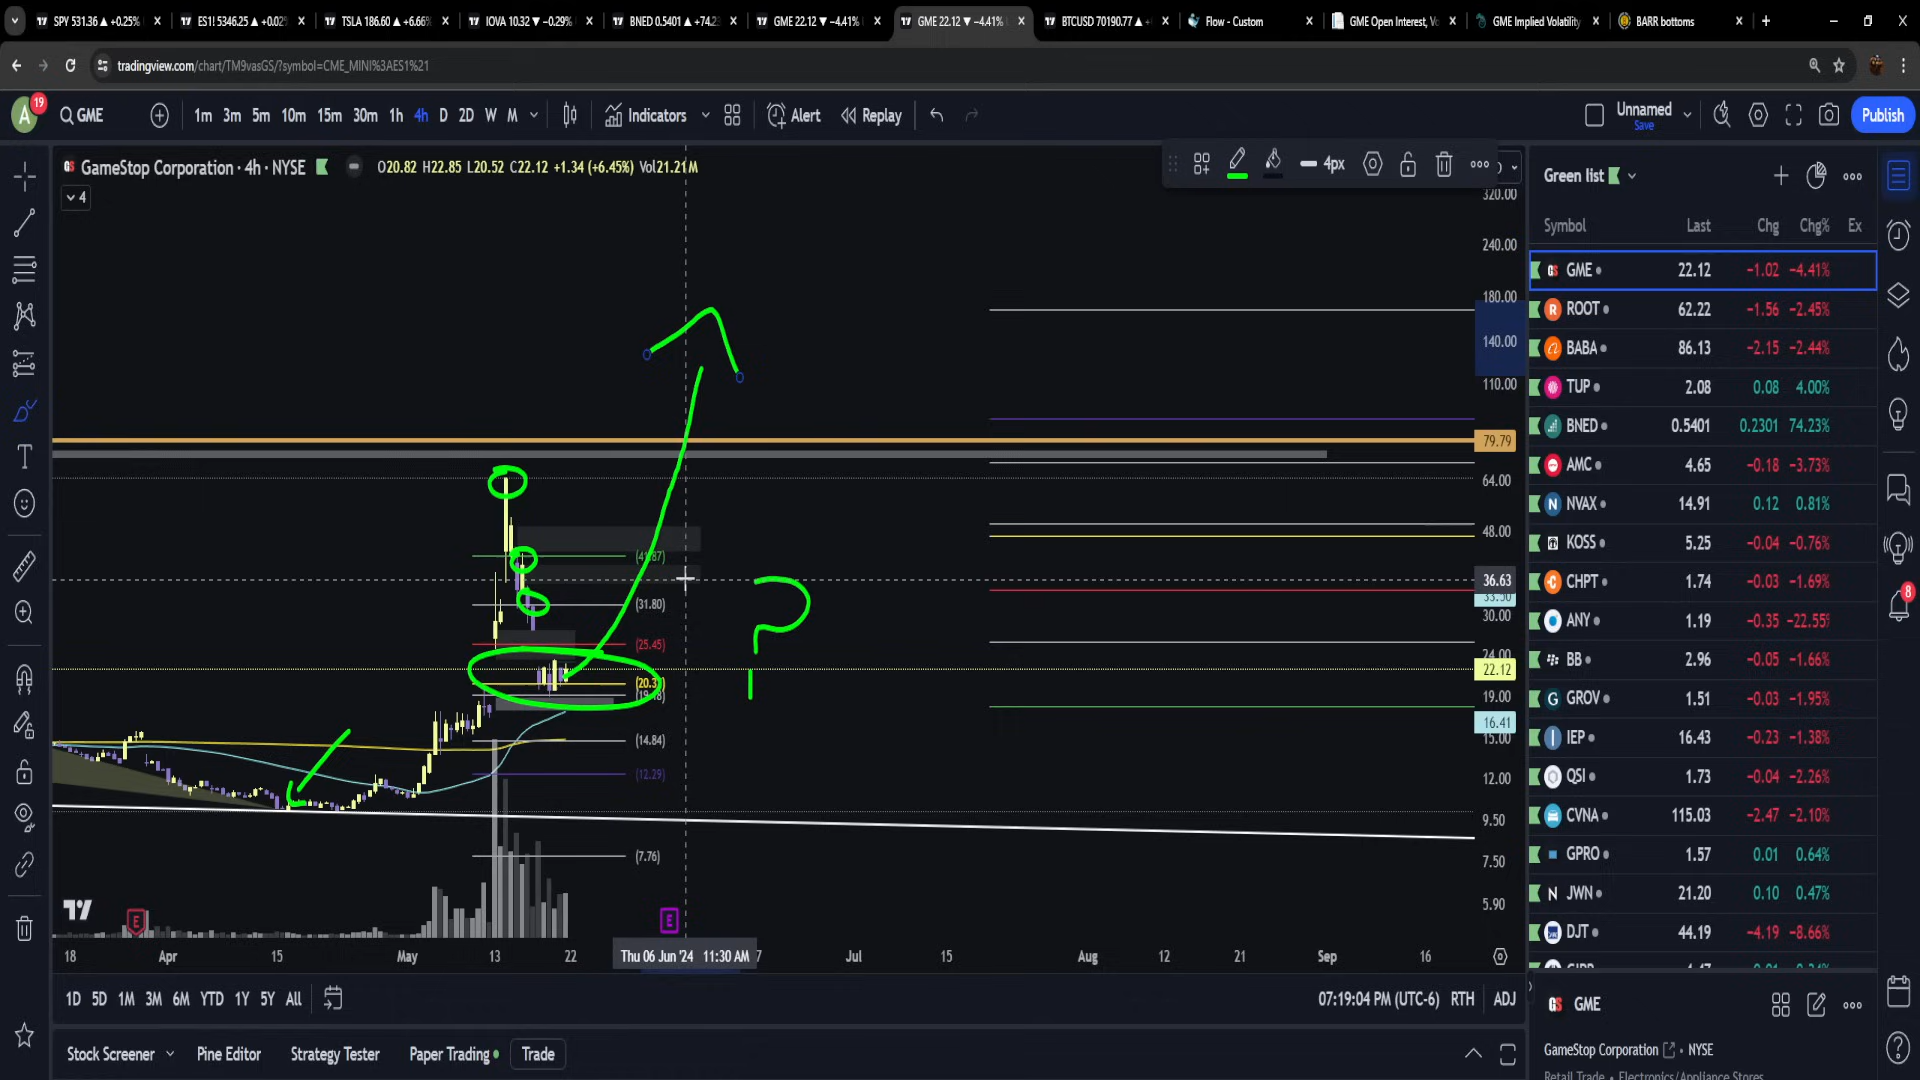 SPY 531.36 ▲ +0.25%
ES1! 5346.25 ▲ +0.02%
TSLA 186.60 ▲ +6.66%
IOVA 10.32 ▼ −0.29%
BNED 0.5401 ▲ +74.23
GME 22.12 ▼ −4.41%
GME 22.12 ▼ −4.41%
BTCUSD 70190.77 ▲
Flow - Custom
GME Open Interest, Vo
GME Implied Volatility
BARR bottoms
tradingview.com/chart/TM9vasGS/?symbol=CME_MINI%3AES1%21
A 19
GME
1m 3m 5m 10m 15m 30m 1h 4h D 2D W M
Indicators
Alert
Replay
Unnamed
Save
Publish
GameStop Corporation · 4h · NYSE
O20.82 H22.85 L20.52 C22.12 +1.34 (+6.45%) Vol21.21M
4
4px
320.00
240.00
180.00
140.00
110.00
79.79
64.00
48.00
36.63
30.00
24.00
22.12
19.00
16.41
15.00
12.00
9.50
7.50
5.90
(41.87)
(31.80)
(25.45)
(14.84)
(12.29)
(7.76)
?
E
E
18 Apr 15 May 13 22 Thu 06 Jun '24 11:30 AM 7 Jul 15 Aug 12 21 Sep 16
1D 5D 1M 3M 6M YTD 1Y 5Y All
07:19:04 PM (UTC-6) RTH ADJ
Stock Screener
Pine Editor
Strategy Tester
Paper Trading
Trade
Green list
Symbol Last Chg Chg% Ex
GME 22.12 −1.02 −4.41%
ROOT 62.22 −1.56 −2.45%
BABA 86.13 −2.15 −2.44%
TUP 2.08 0.08 4.00%
BNED 0.5401 0.2301 74.23%
AMC 4.65 −0.18 −3.73%
NVAX 14.91 0.12 0.81%
KOSS 5.25 −0.04 −0.76%
CHPT 1.74 −0.03 −1.69%
ANY 1.19 −0.35 −22.55%
BB 2.96 −0.05 −1.66%
GROV 1.51 −0.03 −1.95%
IEP 16.43 −0.23 −1.38%
QSI 1.73 −0.04 −2.26%
CVNA 115.03 −2.47 −2.10%
GPRO 1.57 0.01 0.64%
JWN 21.20 0.10 0.47%
DJT 44.19 −4.19 −8.66%
8
GME
GameStop Corporation · NYSE
Retail Trade · Electronics/Appliance Stores